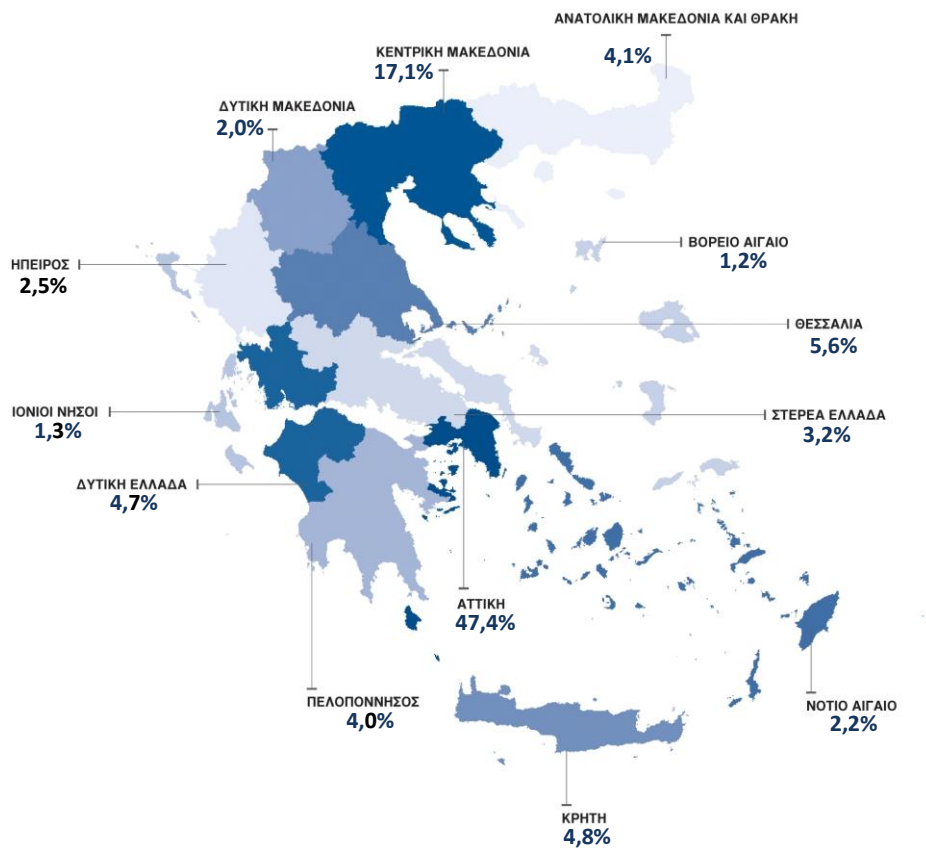 ΑΝΑΤΟΛΙΚΗ ΜΑΚΕΔΟΝΙΑ ΚΑΙ ΘΡΑΚΗ
4,1%
ΚΕΝΤΡΙΚΗ ΜΑΚΕΔΟΝΙΑ
17,1%
ΔΥΤΙΚΗ ΜΑΚΕΔΟΝΙΑ
2,0%
ΒΟΡΕΙΟ ΑΙΓΑΙΟ
1,2%
ΗΠΕΙΡΟΣ
2,5%
ΘΕΣΣΑΛΙΑ
5,6%
ΙΟΝΙΟΙ ΝΗΣΟΙ
1,3%
ΣΤΕΡΕΑ ΕΛΛΑΔΑ
3,2%
ΔΥΤΙΚΗ ΕΛΛΑΔΑ
4,7%
ΑΤΤΙΚΗ
47,4%
ΠΕΛΟΠΟΝΝΗΣΟΣ
4,0%
ΝΟΤΙΟ ΑΙΓΑΙΟ
2,2%
ΚΡΗΤΗ
4,8%